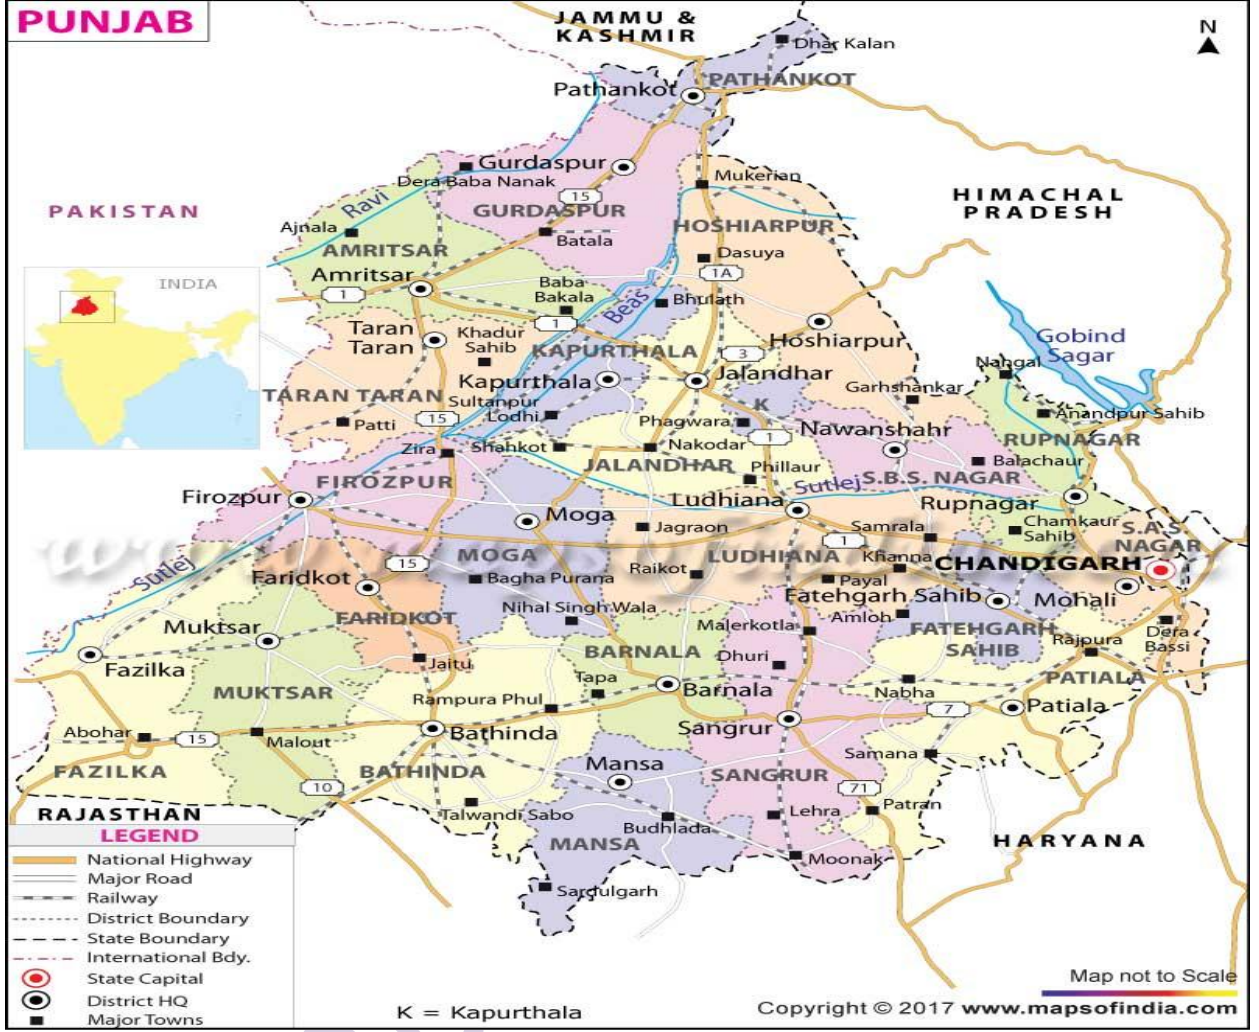 PUNJAB
JAMMU &
KASHMIR
N
Dhar Kalan
PATHANKOT
Pathankot
Gurdaspur
Dera Baba Nanak
Mukerian
15
HIMACHAL
PRADESH
PAKISTAN
Ravi
GURDASPUR
HOSHIARPUR
Ajnala
Batala
AMRITSAR
Dasuya
Amritsar
1A
INDIA
Baba
Bakala
1
Beas
Bhulath
Taran
Taran
Khadur
Sahib
1
Hoshiarpur
Gobind
Sagar
KAPURTHALA
3
Nangal
Kapurthala
Jalandhar
Garhshankar
TARAN TARAN
Sultanpur
Lodhi
K
Anandpur Sahib
15
Patti
Phagwara
Nawanshahr
RUPNAGAR
Zira
Shahkot
Nakodar
1
Balachaur
JALANDHAR
Phillaur
FIROZPUR
Sutlej
S.B.S. NAGAR
Firozpur
Ludhiana
Rupnagar
Moga
Jagraon
Samrala
Chamkaur
Sahib
S.A.S.
NAGAR
www.mapsofindia.com
1
MOGA
LUDHIANA
Khanna
CHANDIGARH
Sutlej
15
Faridkot
Bagha Purana
Raikot
Payal
Fatehgarh Sahib
Mohali
Nihal Singh Wala
FARIDKOT
Amloh
Muktsar
Malerkotla
FATEHGARH
SAHIB
Rajpura
Dera
Bassi
BARNALA
Fazilka
Jaitu
Dhuri
PATIALA
MUKTSAR
Tapa
Barnala
Nabha
Rampura Phul
7
Patiala
Abohar
15
Malout
Bathinda
Sangrur
Samana
FAZILKA
BATHINDA
Mansa
SANGRUR
10
71
Talwandi Sabo
Lehra
Patran
RAJASTHAN
Budhlada
MANSA
HARYANA
Moonak
Sardulgarh
LEGEND
National Highway
Major Road
Railway
District Boundary
State Boundary
International Bdy.
State Capital
District HQ
Major Towns
K = Kapurthala
Map not to Scale
Copyright © 2017 www.mapsofindia.com